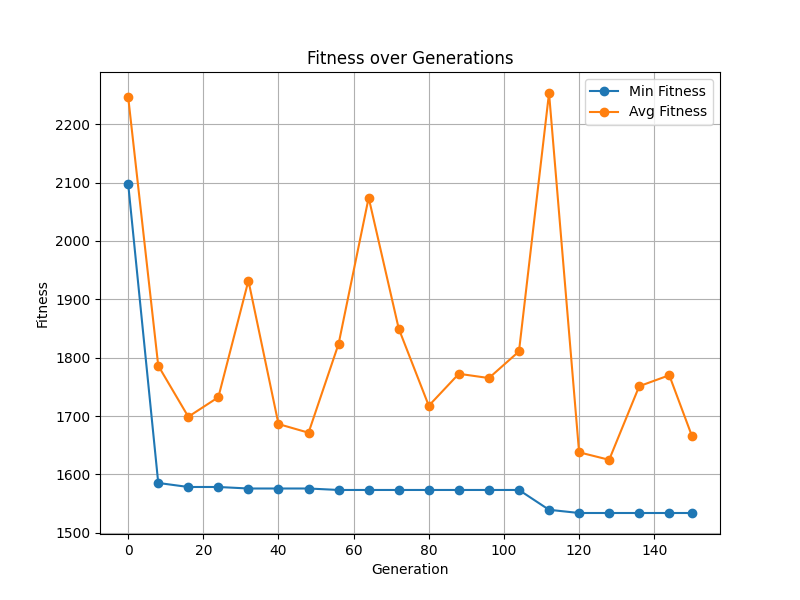 Fitness over Generations
Min Fitness
Avg Fitness
Fitness
2200
2100
2000
1900
1800
1700
1600
1500
0 20 40 60 80 100 120 140
Generation